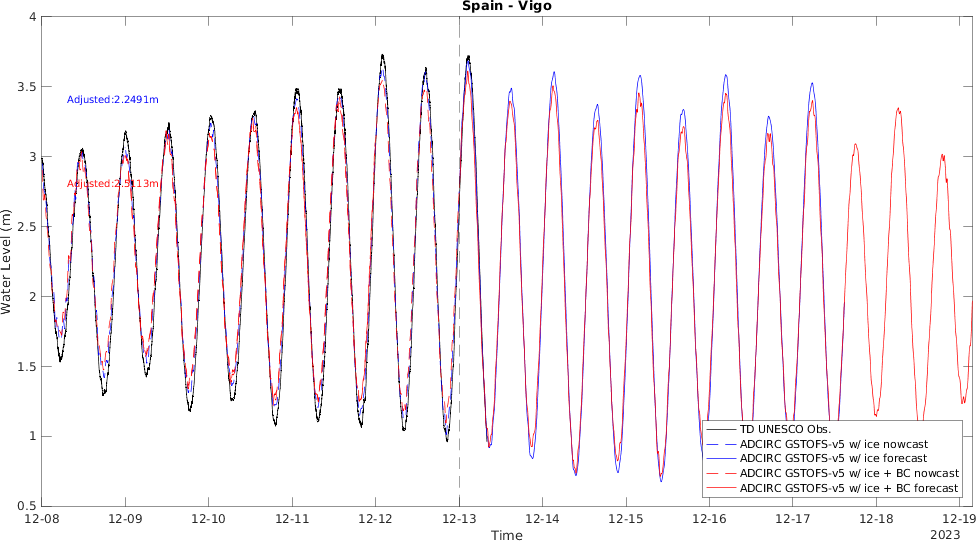 Spain - Vigo
4
3.5
3
2.5
2
1.5
1
0.5
Water Level (m)
Adjusted:2.2491m
Adjusted:2.5113m
TD UNESCO Obs.
ADCIRC GSTOFS-v5 w/ ice nowcast
ADCIRC GSTOFS-v5 w/ ice forecast
ADCIRC GSTOFS-v5 w/ ice + BC nowcast
ADCIRC GSTOFS-v5 w/ ice + BC forecast
12-08 12-09 12-10 12-11 12-12 12-13 12-14 12-15 12-16 12-17 12-18 12-19
Time
2023